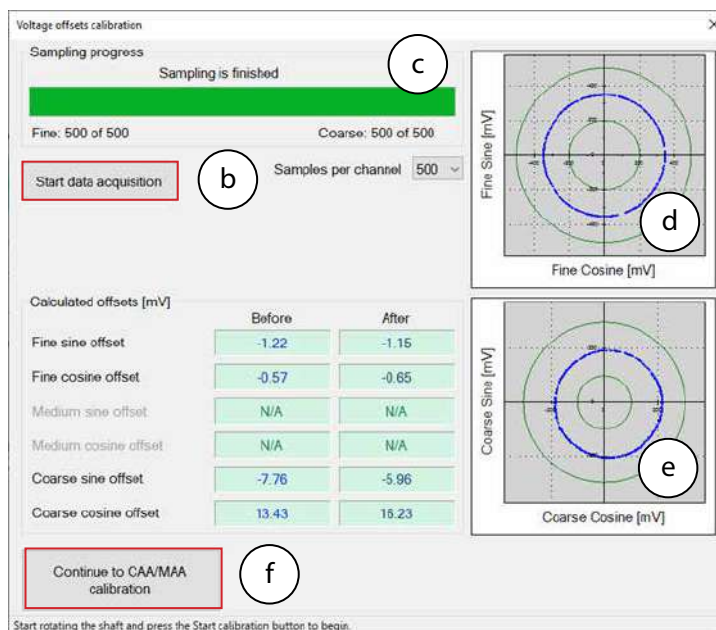 Voltage offsets calibration
Sampling progress
Sampling is finished
c
Fine: 500 of 500 Coarse: 500 of 500
Start data acquisition
b
Samples per channel 500
Fine Sine [mV]
d
Fine Cosine [mV]
Calculated offsets [mV]
Before After
Fine sine offset -1.22 -1.15
Fine cosine offset -0.57 -0.65
Medium sine offset N/A N/A
Medium cosine offset N/A N/A
Coarse sine offset -7.76 -5.96
Coarse cosine offset 13.43 15.23
Coarse Sine [mV]
e
Coarse Cosine [mV]
Continue to CAA/MAA
calibration
f
Start rotating the shaft and press the Start calibration button to begin.